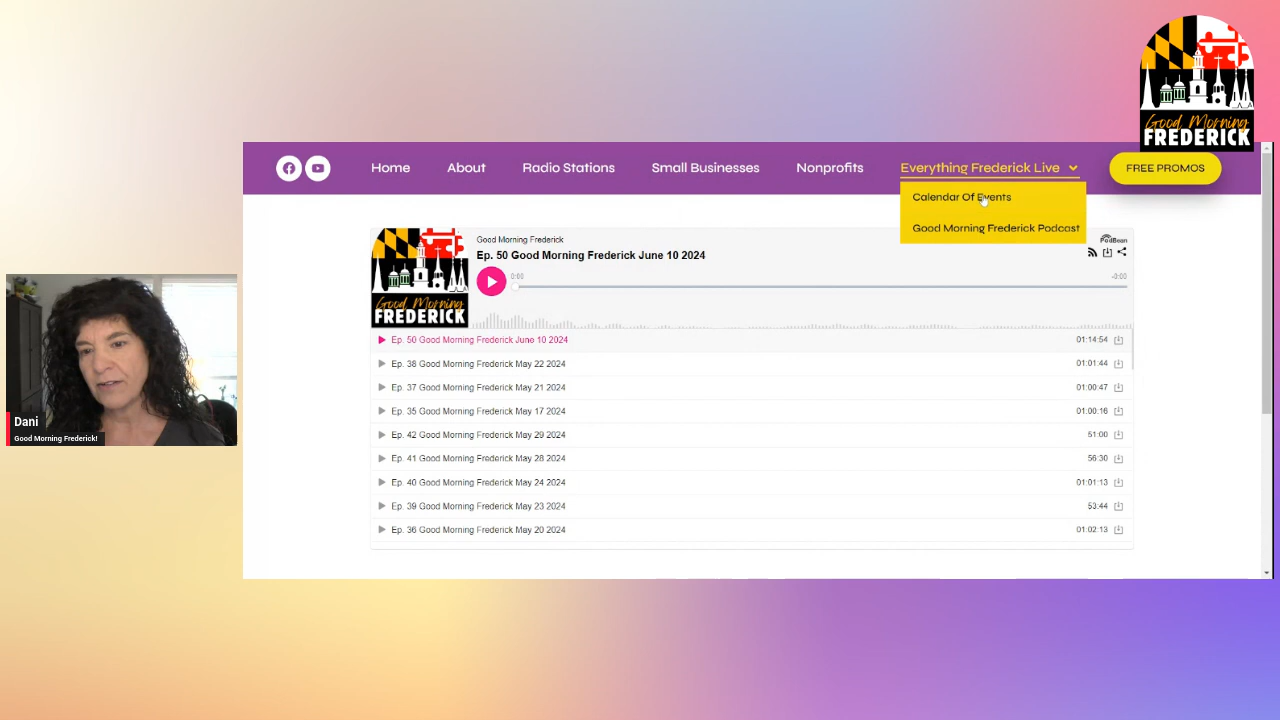 Good Morning
FREDERICK
Home
About
Radio Stations
Small Businesses
Nonprofits
Everything Frederick Live
FREE PROMOS
Calendar Of Events
Good Morning Frederick Podcast
Good Morning
FREDERICK
Good Morning Frederick
Ep. 50 Good Morning Frederick June 10 2024
PodBean
0:00
-0:00
Ep. 50 Good Morning Frederick June 10 2024 01:14:54
Ep. 38 Good Morning Frederick May 22 2024 01:01:44
Ep. 37 Good Morning Frederick May 21 2024 01:00:47
Ep. 35 Good Morning Frederick May 17 2024 01:00:16
Ep. 42 Good Morning Frederick May 29 2024 51:00
Ep. 41 Good Morning Frederick May 28 2024 56:30
Ep. 40 Good Morning Frederick May 24 2024 01:01:13
Ep. 39 Good Morning Frederick May 23 2024 53:44
Ep. 36 Good Morning Frederick May 20 2024 01:02:13
Dani
Good Morning Frederick!